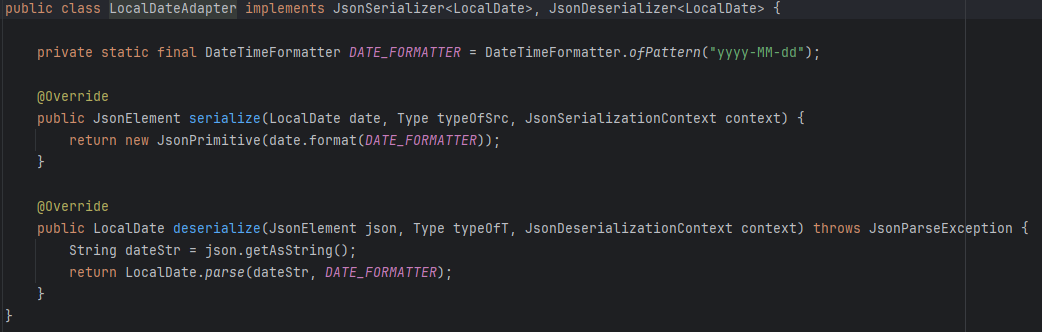 public class LocalDateAdapter implements JsonSerializer<LocalDate>, JsonDeserializer<LocalDate> {
private static final DateTimeFormatter DATE_FORMATTER = DateTimeFormatter.ofPattern("yyyy-MM-dd");
@Override
public JsonElement serialize(LocalDate date, Type typeOfSrc, JsonSerializationContext context) {
return new JsonPrimitive(date.format(DATE_FORMATTER));
}
@Override
public LocalDate deserialize(JsonElement json, Type typeOfT, JsonDeserializationContext context) throws JsonParseException {
String dateStr = json.getAsString();
return LocalDate.parse(dateStr, DATE_FORMATTER);
}
}